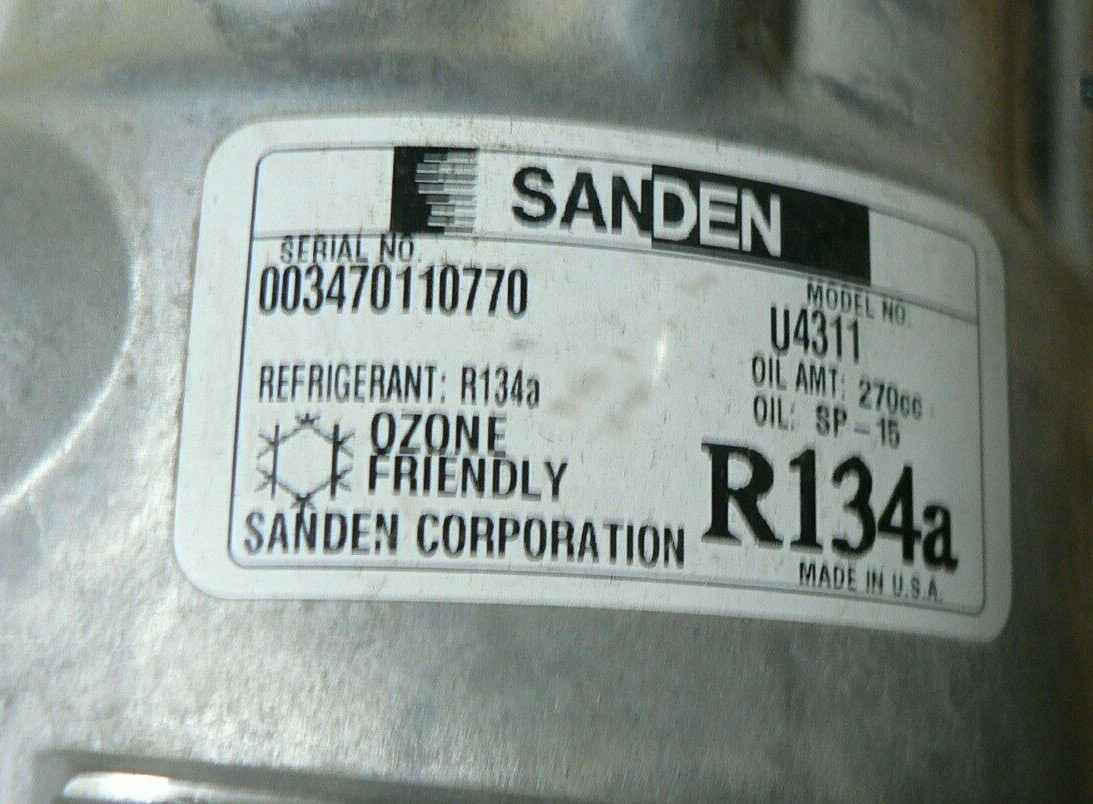 SANDEN
SERIAL NO.
003470110770
MODEL NO.
U4311
REFRIGERANT: R134a
OIL AMT: 270cc
OIL: SP-15
OZONE
FRIENDLY
R134a
SANDEN CORPORATION
MADE IN U.S.A.